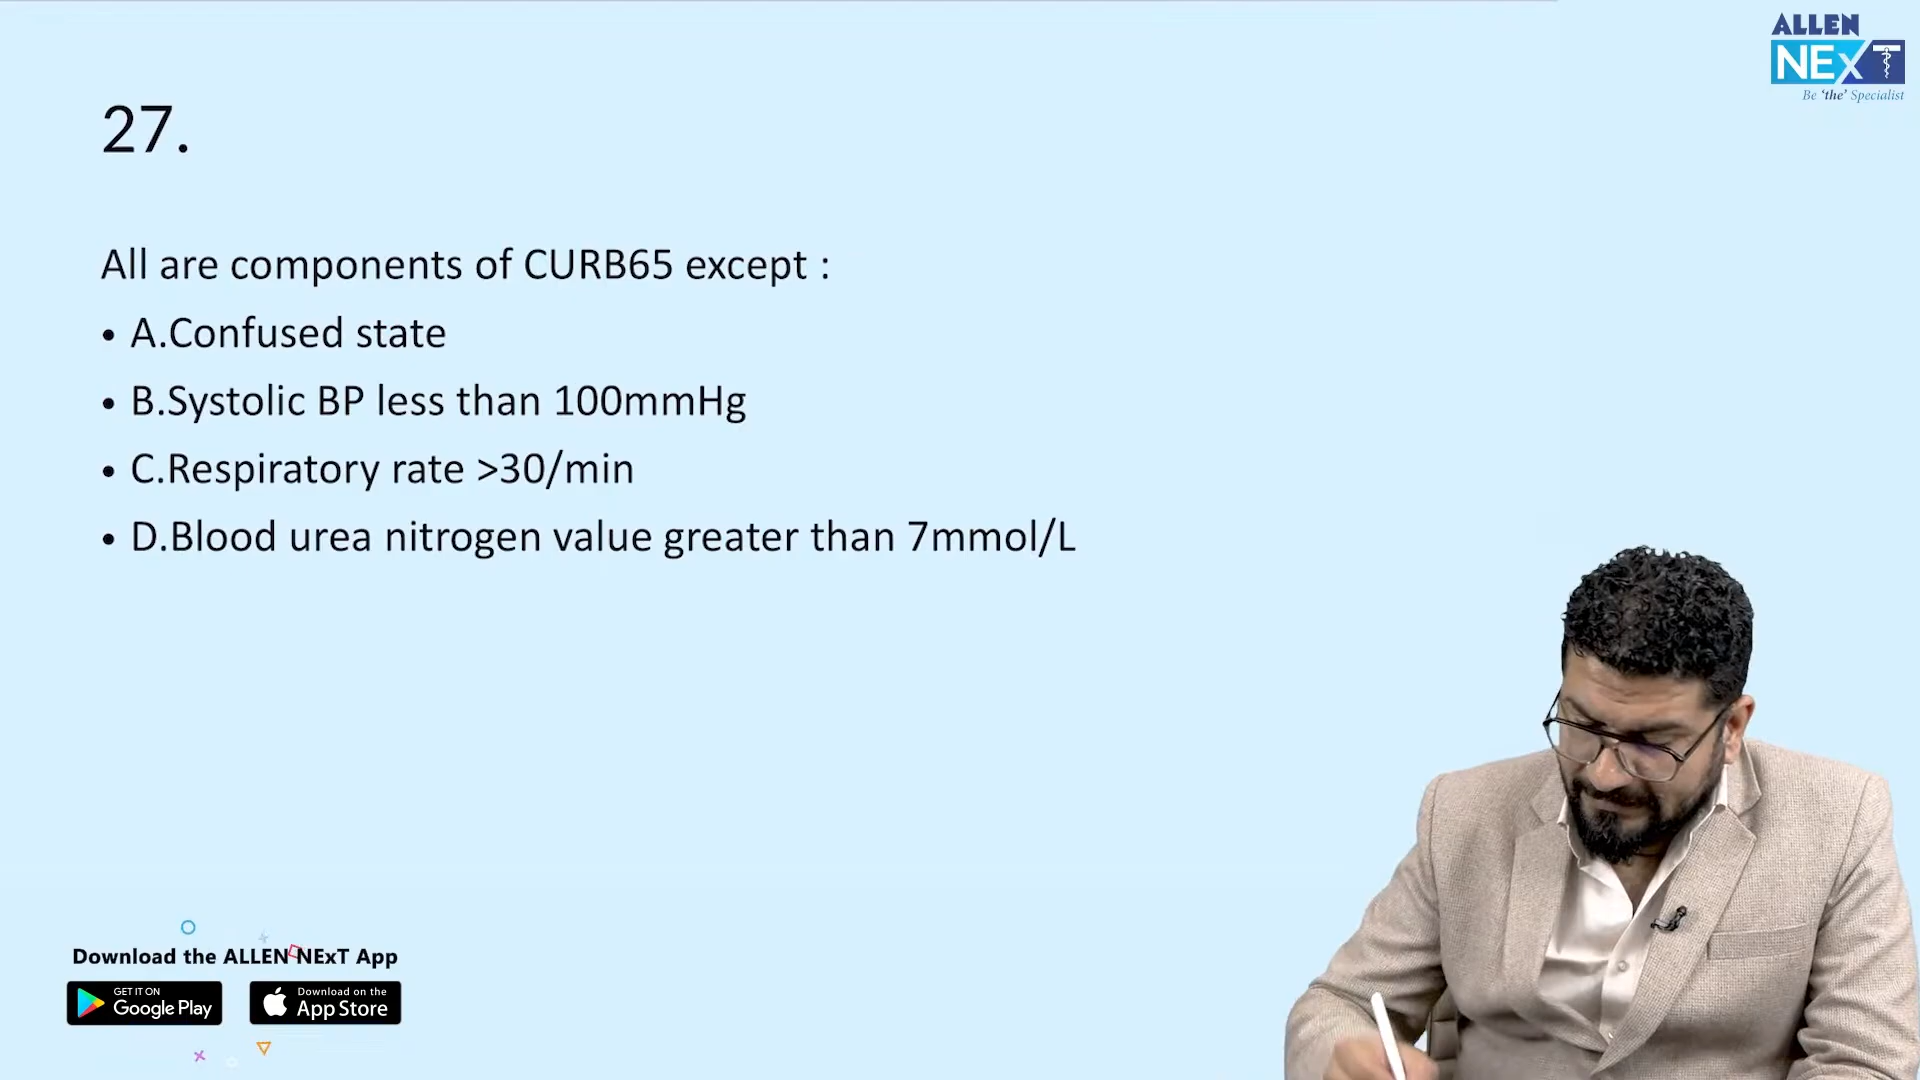 ALLEN
NExT
Be 'the' Specialist
27.
All are components of CURB65 except :
• A.Confused state
• B.Systolic BP less than 100mmHg
• C.Respiratory rate >30/min
• D.Blood urea nitrogen value greater than 7mmol/L
Download the ALLEN NExT App
GET IT ON
Google Play
Download on the
App Store